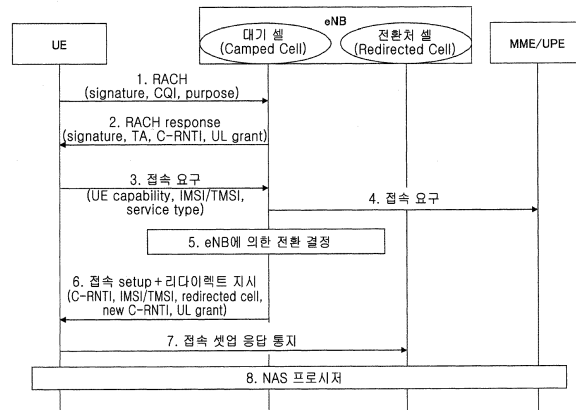 eNB
UE
대기 셀
(Camped Cell)
전환처 셀
(Redirected Cell)
MME/UPE
1. RACH
(signature, CQI, purpose)
2. RACH response
(signature, TA, C-RNTI, UL grant)
3. 접속 요구
(UE capability, IMSI/TMSI,
service type)
4. 접속 요구
5. eNB에 의한 전환 결정
6. 접속 setup+리다이렉트 지시
(C-RNTI, IMSI/TMSI, redirected cell,
new C-RNTI, UL grant)
7. 접속 셋업 응답 통지
8. NAS 프로시저